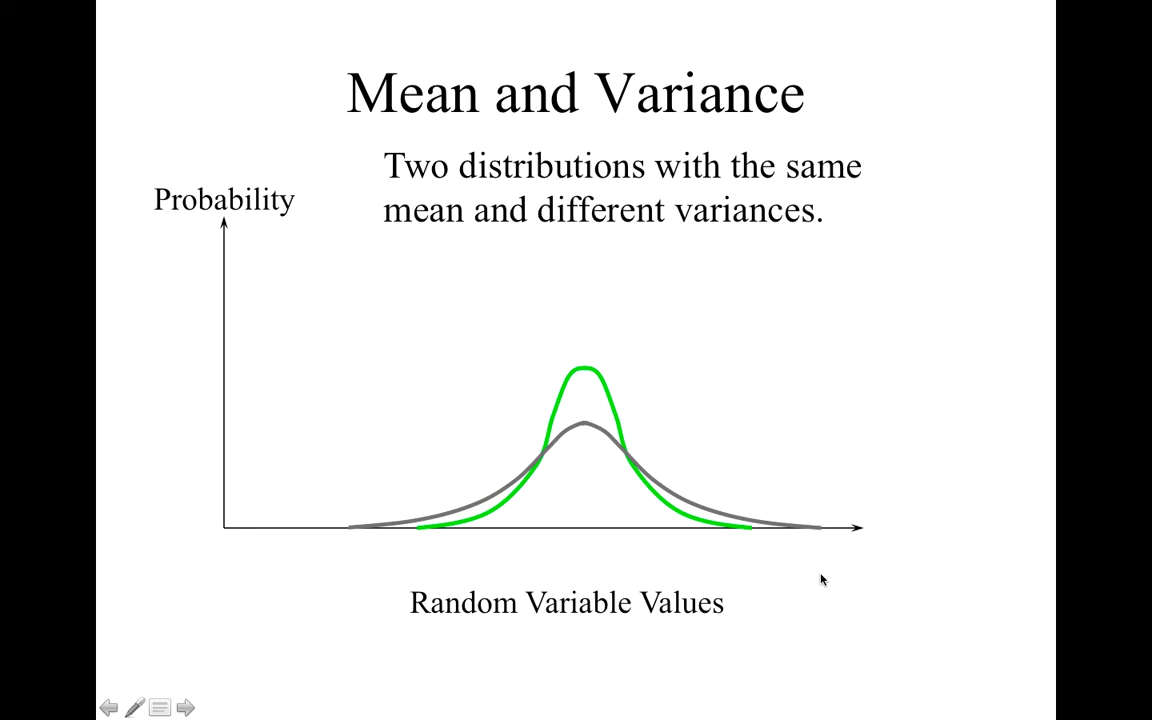 Mean and Variance
Two distributions with the same
mean and different variances.
Probability
Random Variable Values